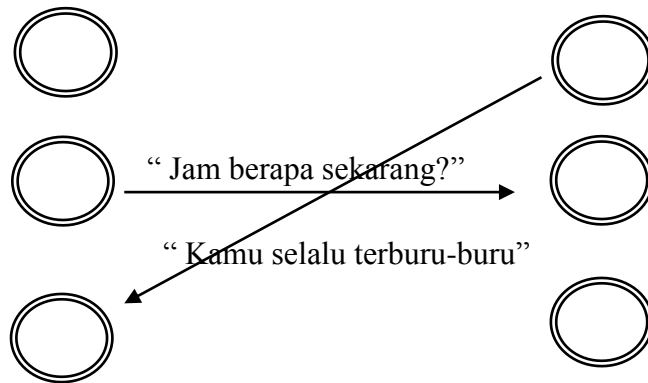 “ Jam berapa sekarang?”
“ Kamu selalu terburu-buru”